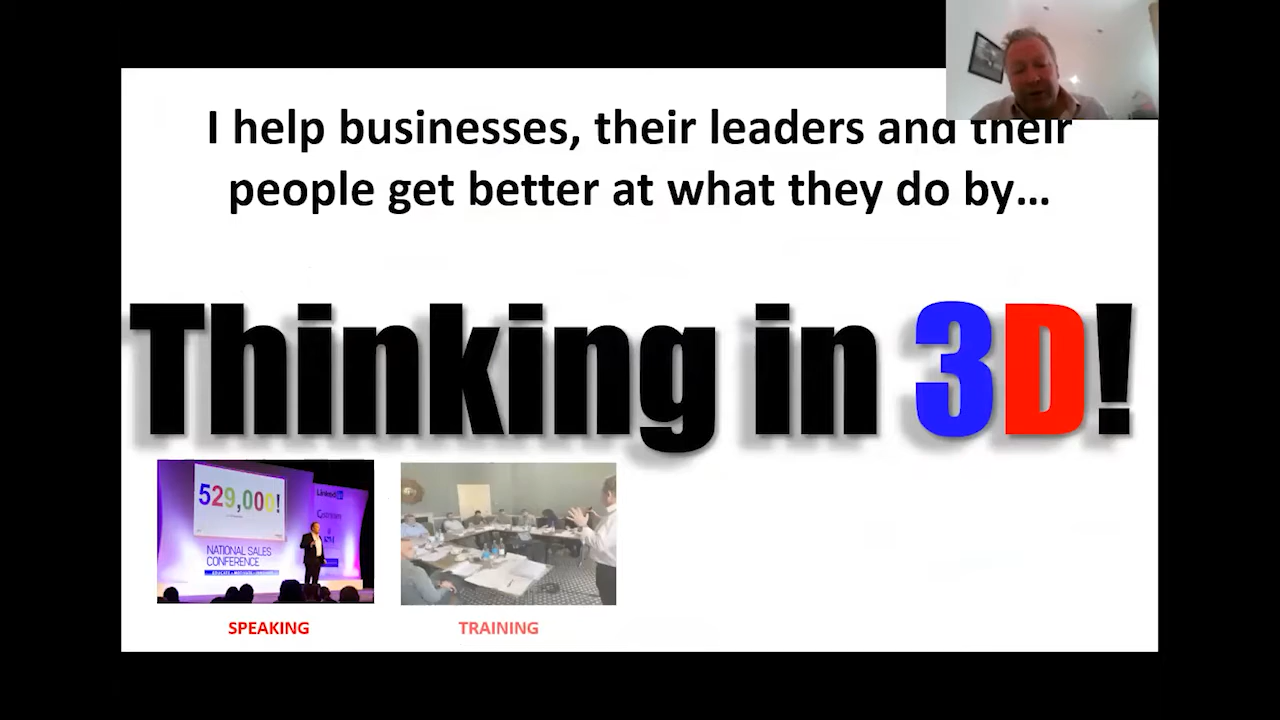 I help businesses, their leaders and their
people get better at what they do by...
Thinking in 3D!
529,000!
LinkedIn
NATIONAL SALES
CONFERENCE
SPEAKING
TRAINING